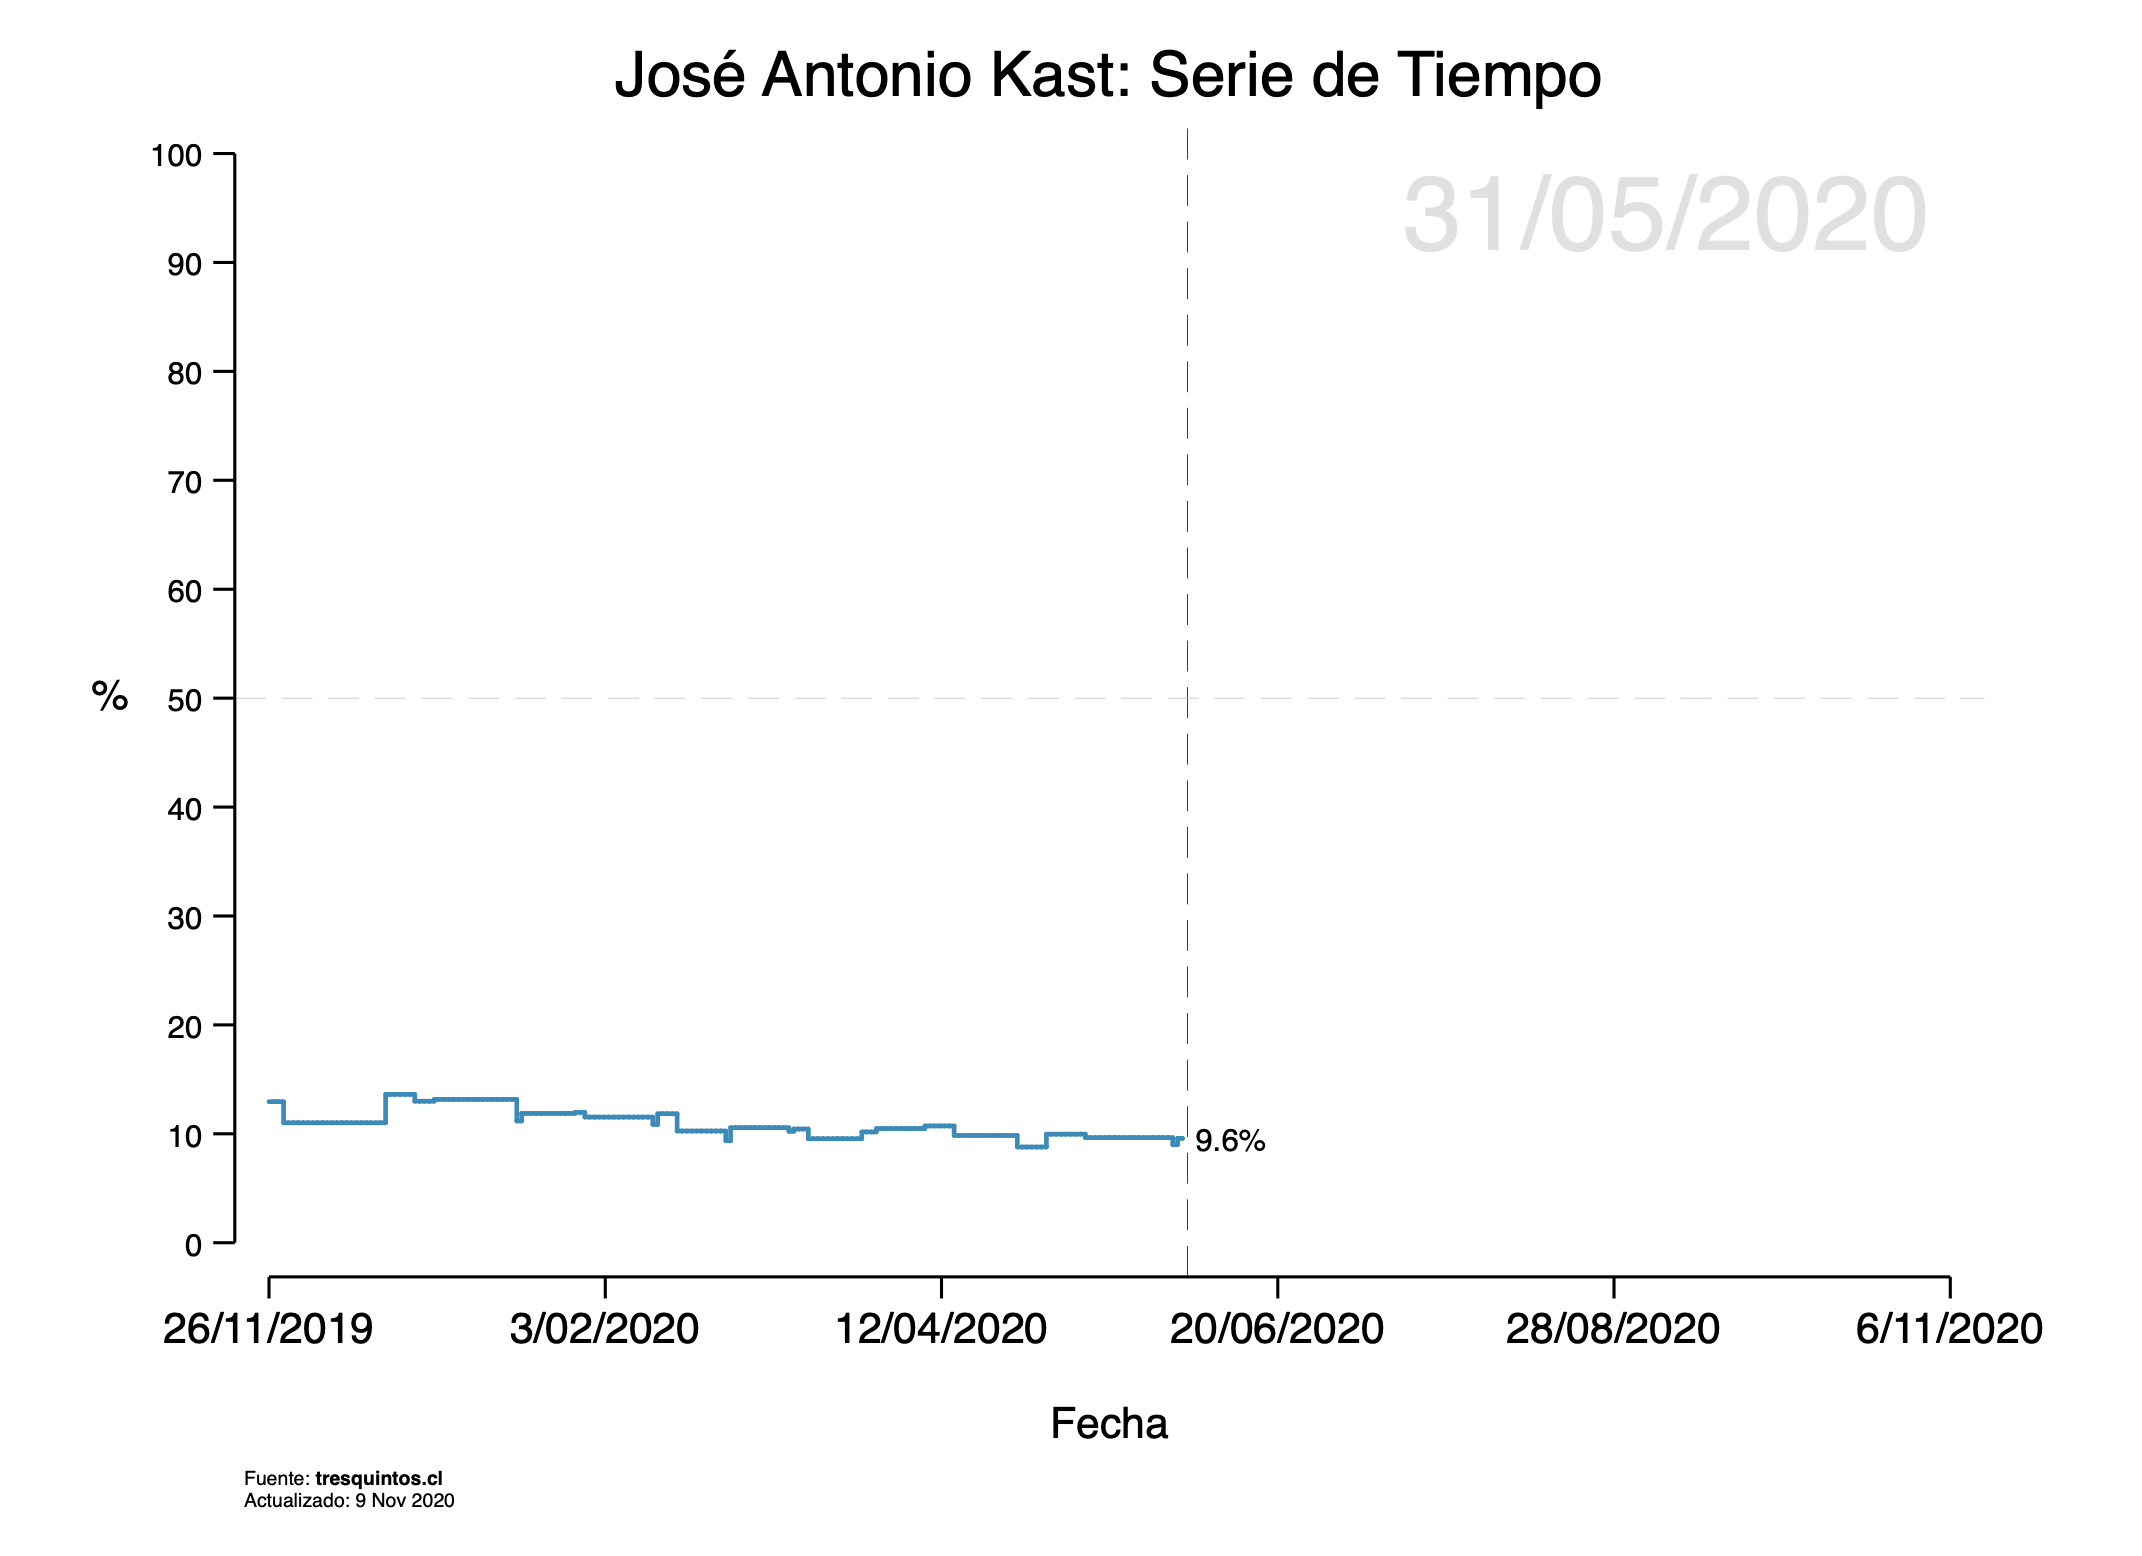 José Antonio Kast: Serie de Tiempo
31/05/2020
100
90
80
70
60
%
50
40
30
20
10
0
9.6%
26/11/2019 3/02/2020 12/04/2020 20/06/2020 28/08/2020 6/11/2020
Fecha
Fuente: tresquintos.cl
Actualizado: 9 Nov 2020